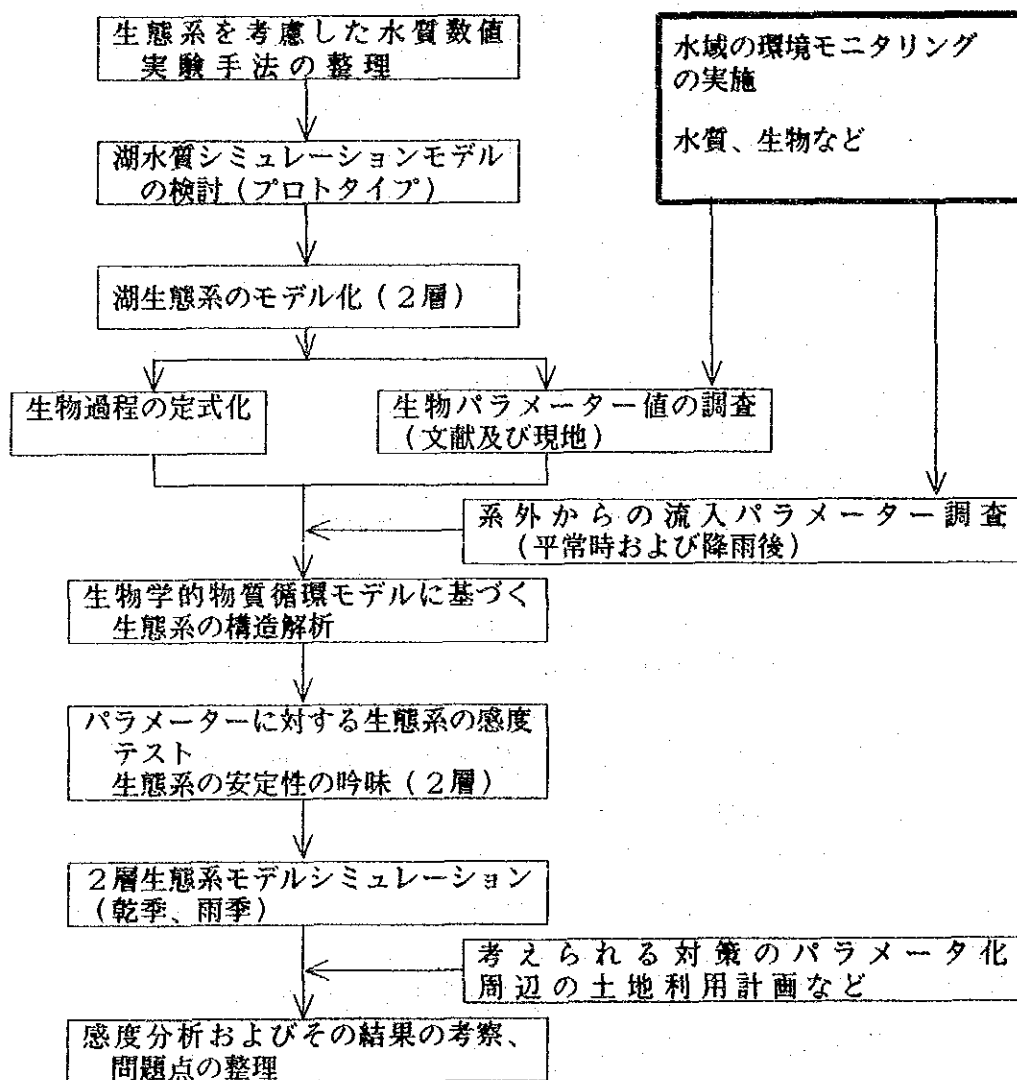 生態系を考慮した水質数値
実験手法の整理
水域の環境モニタリング
の実施
水質、生物など
湖水質シミュレーションモデル
の検討（プロトタイプ）
湖生態系のモデル化（２層）
生物過程の定式化
生物パラメーター値の調査
（文献及び現地）
系外からの流入パラメーター調査
（平常時および降雨後）
生物学的物質循環モデルに基づく
生態系の構造解析
パラメーターに対する生態系の感度
テスト
生態系の安定性の吟味（２層）
２層生態系モデルシミュレーション
（乾季、雨季）
考えられる対策のパラメータ化
周辺の土地利用計画など
感度分析およびその結果の考察、
問題点の整理